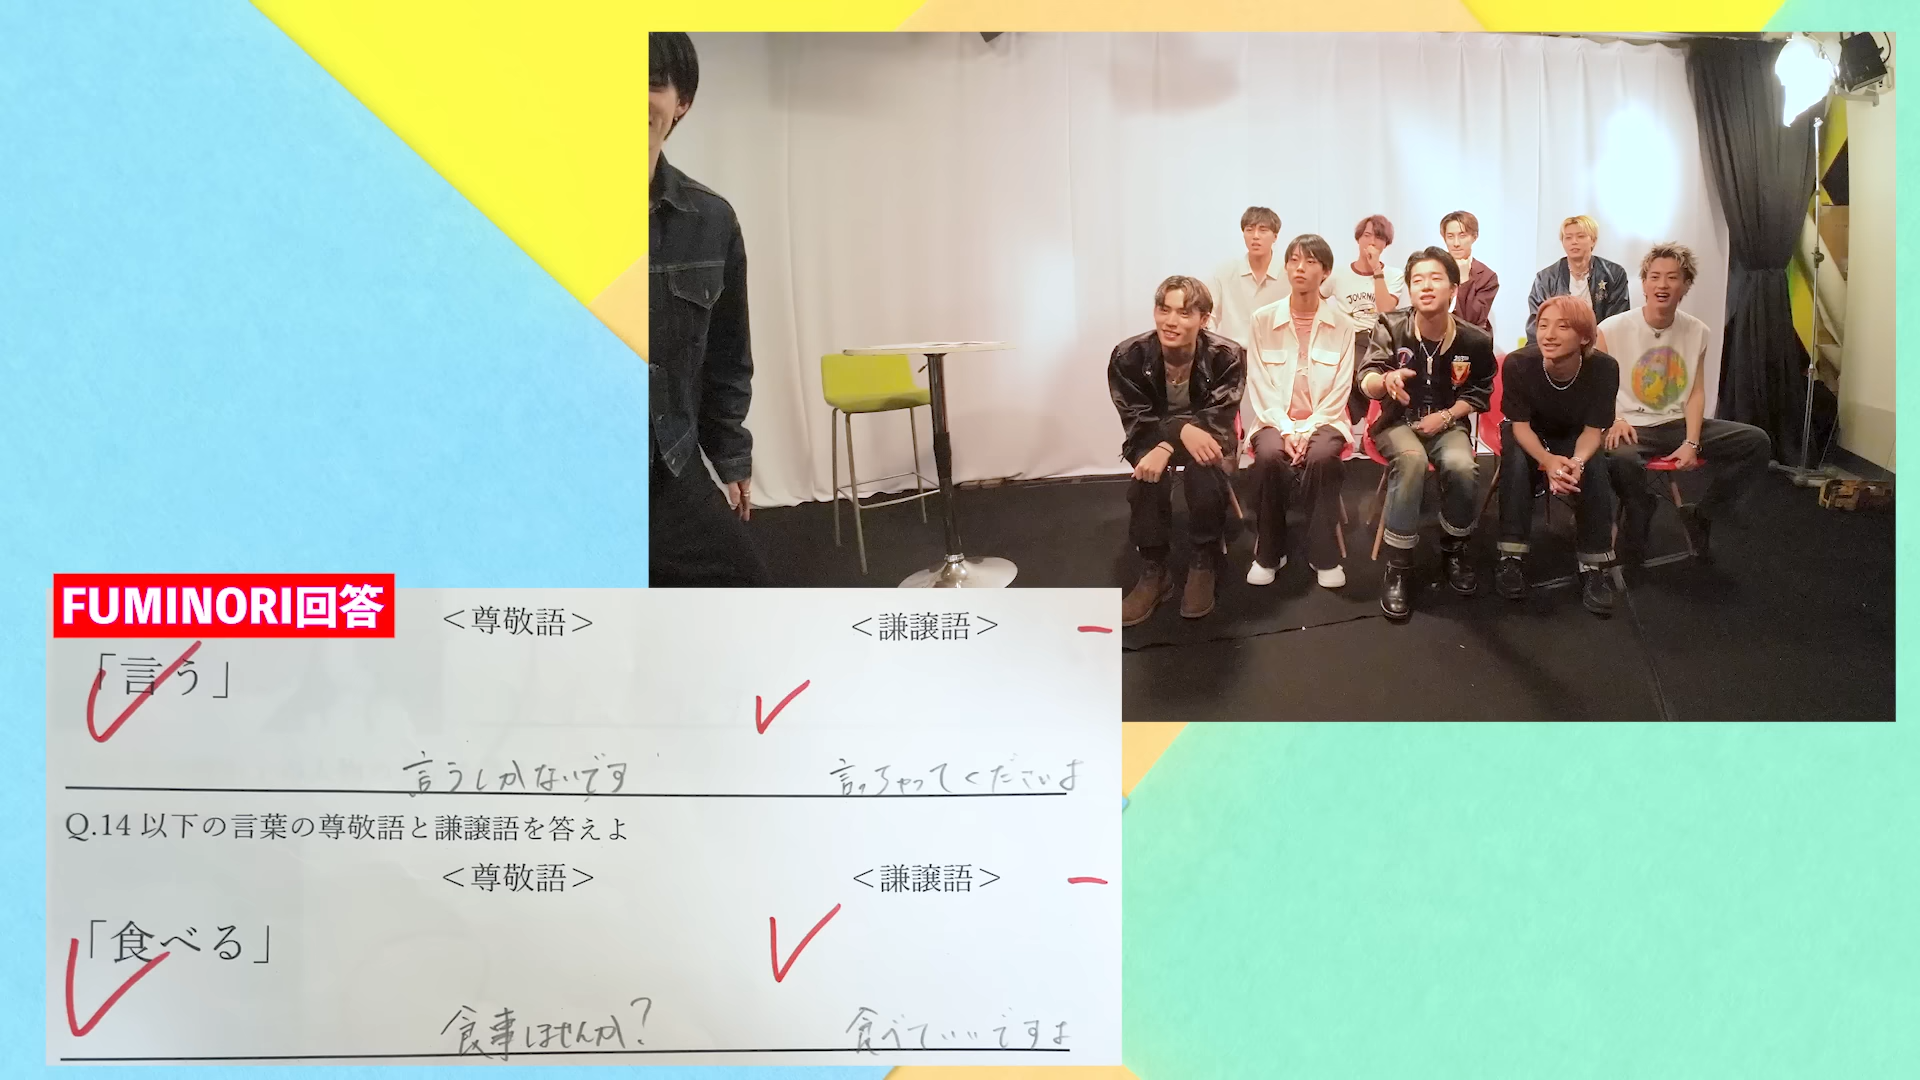 JOURN
FUMINORI回答
＜尊敬語＞ ＜謙譲語＞
「言う」
言うしかないです 言っちゃってくださいよ
Q.14 以下の言葉の尊敬語と謙譲語を答えよ
＜尊敬語＞ ＜謙譲語＞
「食べる」
食事しませんか? 食べていいですよ